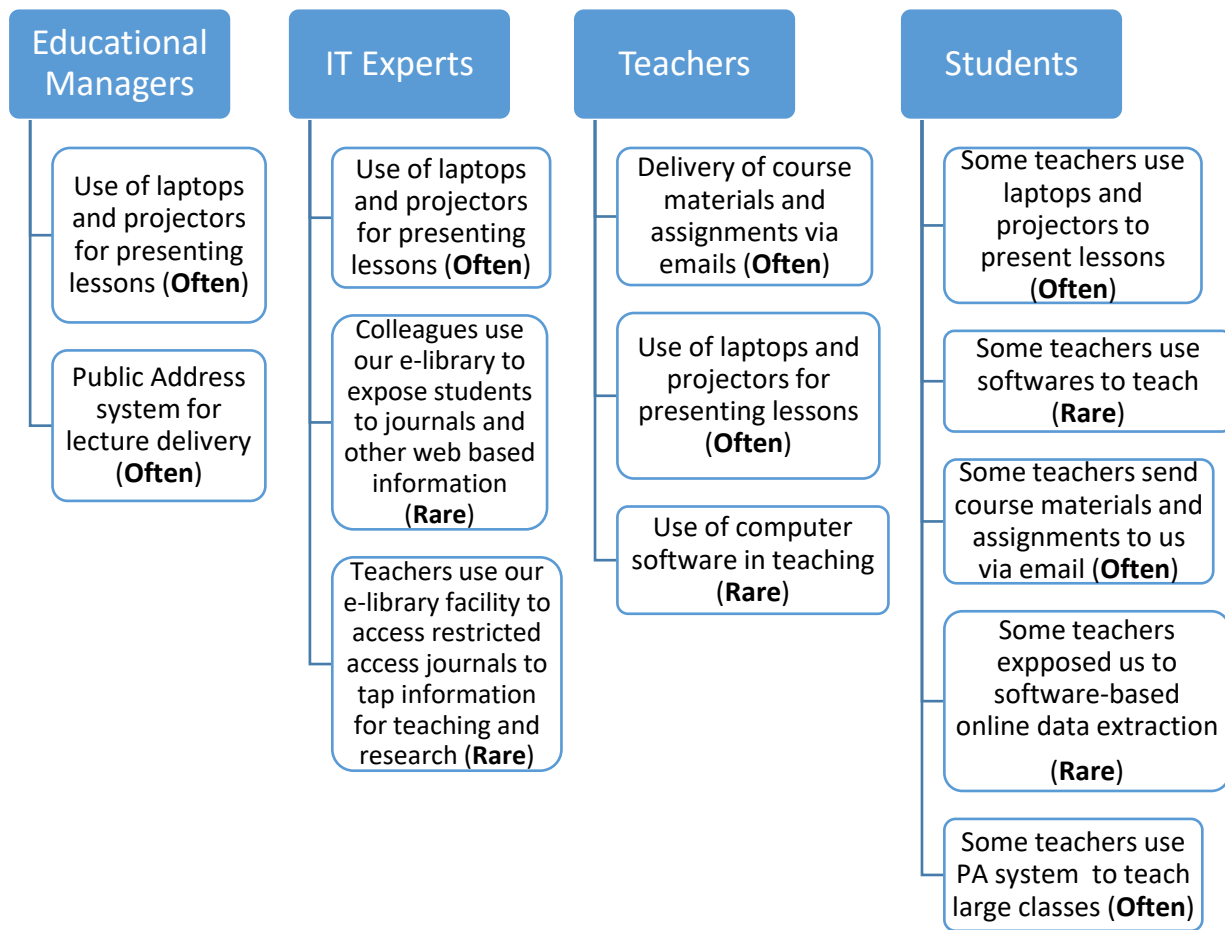 Educational
Managers
Use of laptops
and projectors
for presenting
lessons (Often)
Public Address
system for
lecture delivery
(Often)
IT Experts
Use of laptops
and projectors
for presenting
lessons (Often)
Colleagues use
our e-library to
expose students
to journals and
other web based
information
(Rare)
Teachers use our
e-library facility to
access restricted
access journals to
tap information
for teaching and
research (Rare)
Teachers
Delivery of course
materials and
assignments via
emails (Often)
Use of laptops and
projectors for
presenting lessons
(Often)
Use of computer
software in teaching
(Rare)
Students
Some teachers use
laptops and
projectors to
present lessons
(Often)
Some teachers use
softwares to teach
(Rare)
Some teachers send
course materials and
assignments to us
via email (Often)
Some teachers
expposed us to
software-based
online data extraction
(Rare)
Some teachers use
PA system to teach
large classes (Often)